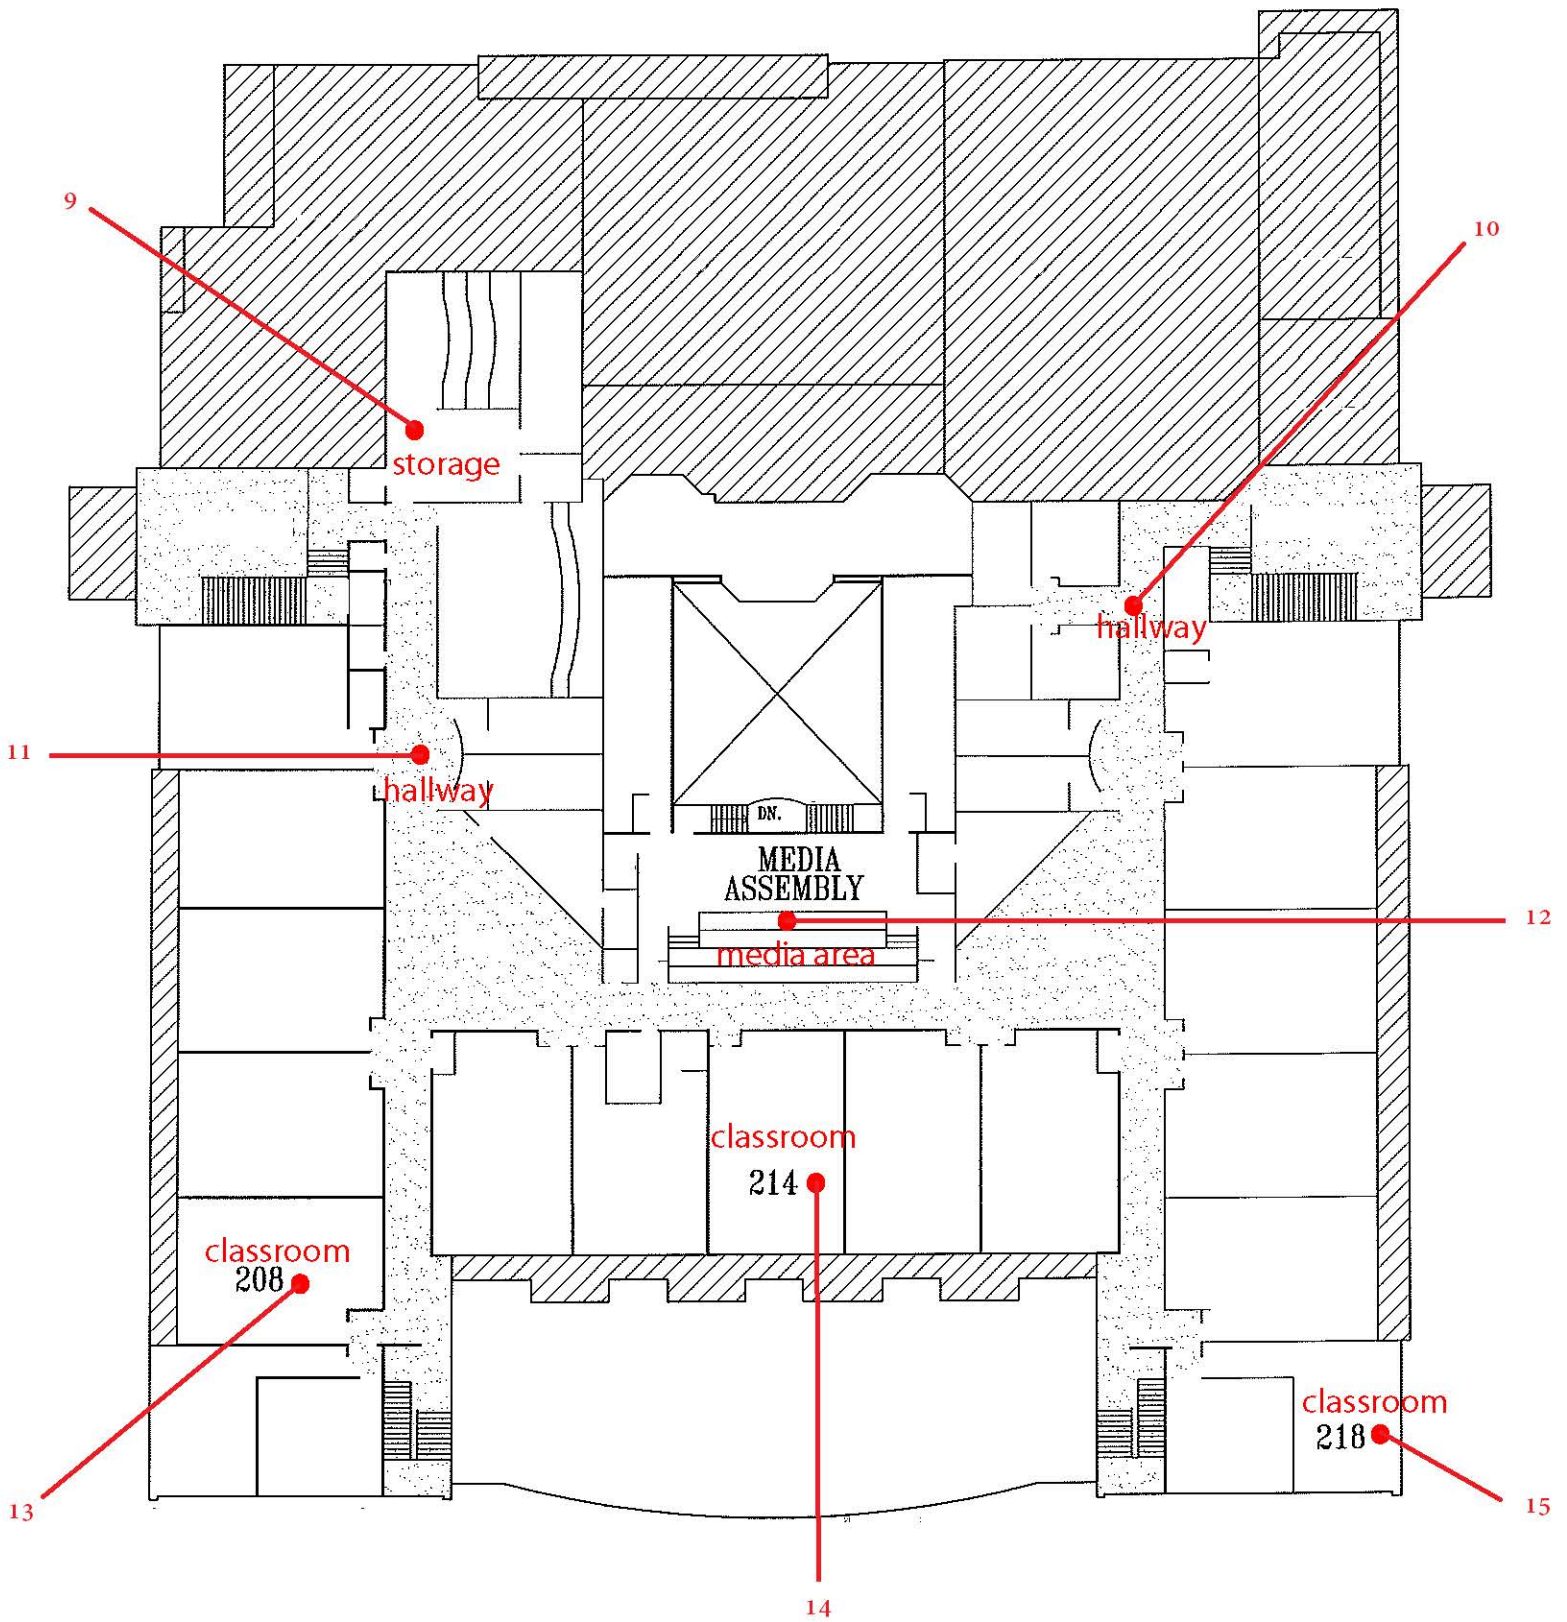 9
10
storage
hallway
11
hallway
DN.
MEDIA
ASSEMBLY
12
media area
classroom
214
classroom
208
classroom
218
13
15
14